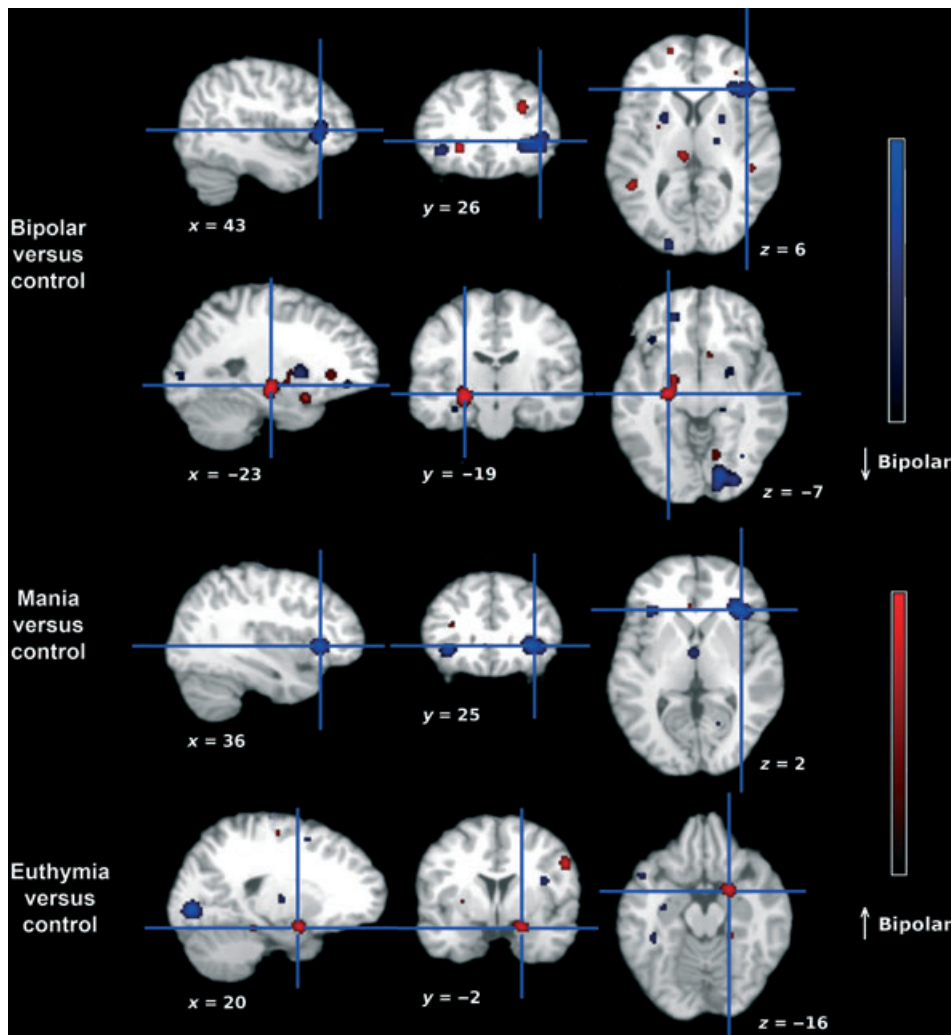 x = 43
y = 26
z = 6
Bipolar
versus
control
x = −23
y = −19
z = −7
↓ Bipolar
Mania
versus
control
x = 36
y = 25
z = 2
Euthymia
versus
control
x = 20
y = −2
z = −16
↑ Bipolar